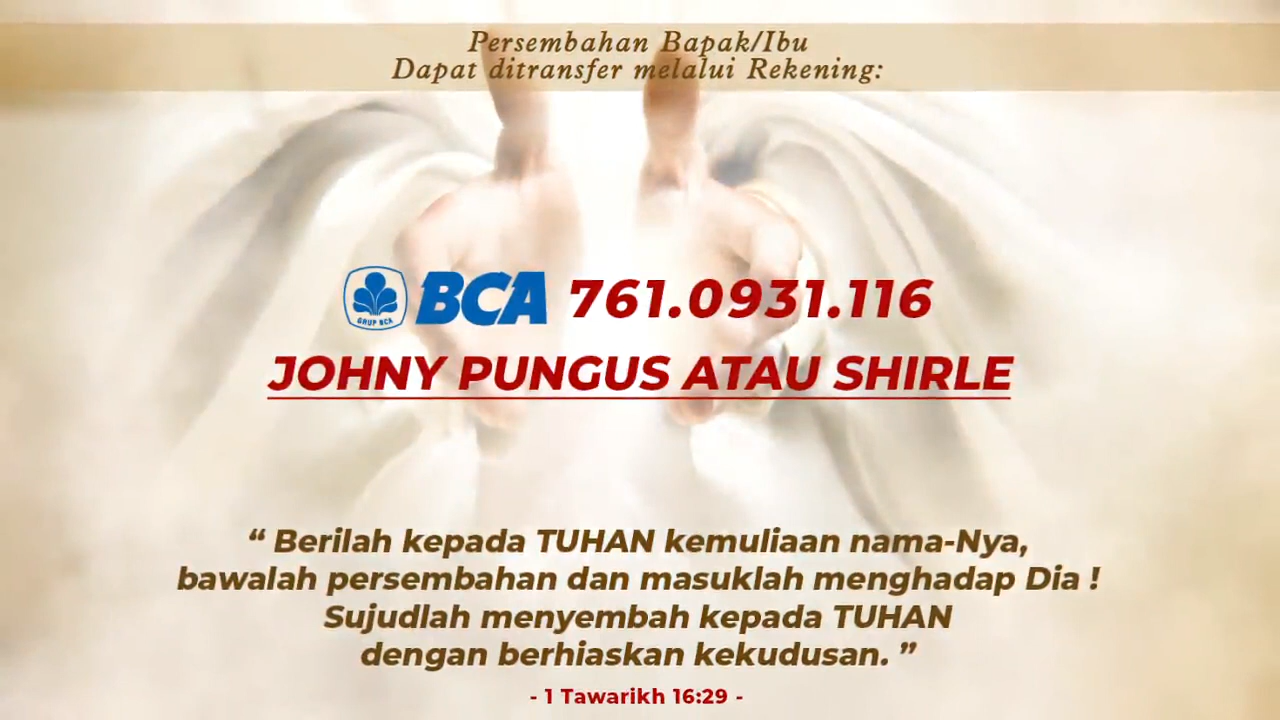 Persembahan Bapak/Ibu
Dapat ditransfer melalui Rekening:
GRUP BCA BCA 761.0931.116
JOHNY PUNGUS ATAU SHIRLE
“ Berilah kepada TUHAN kemuliaan nama-Nya,
bawalah persembahan dan masuklah menghadap Dia !
Sujudlah menyembah kepada TUHAN
dengan berhiaskan kekudusan. ”
- 1 Tawarikh 16:29 -